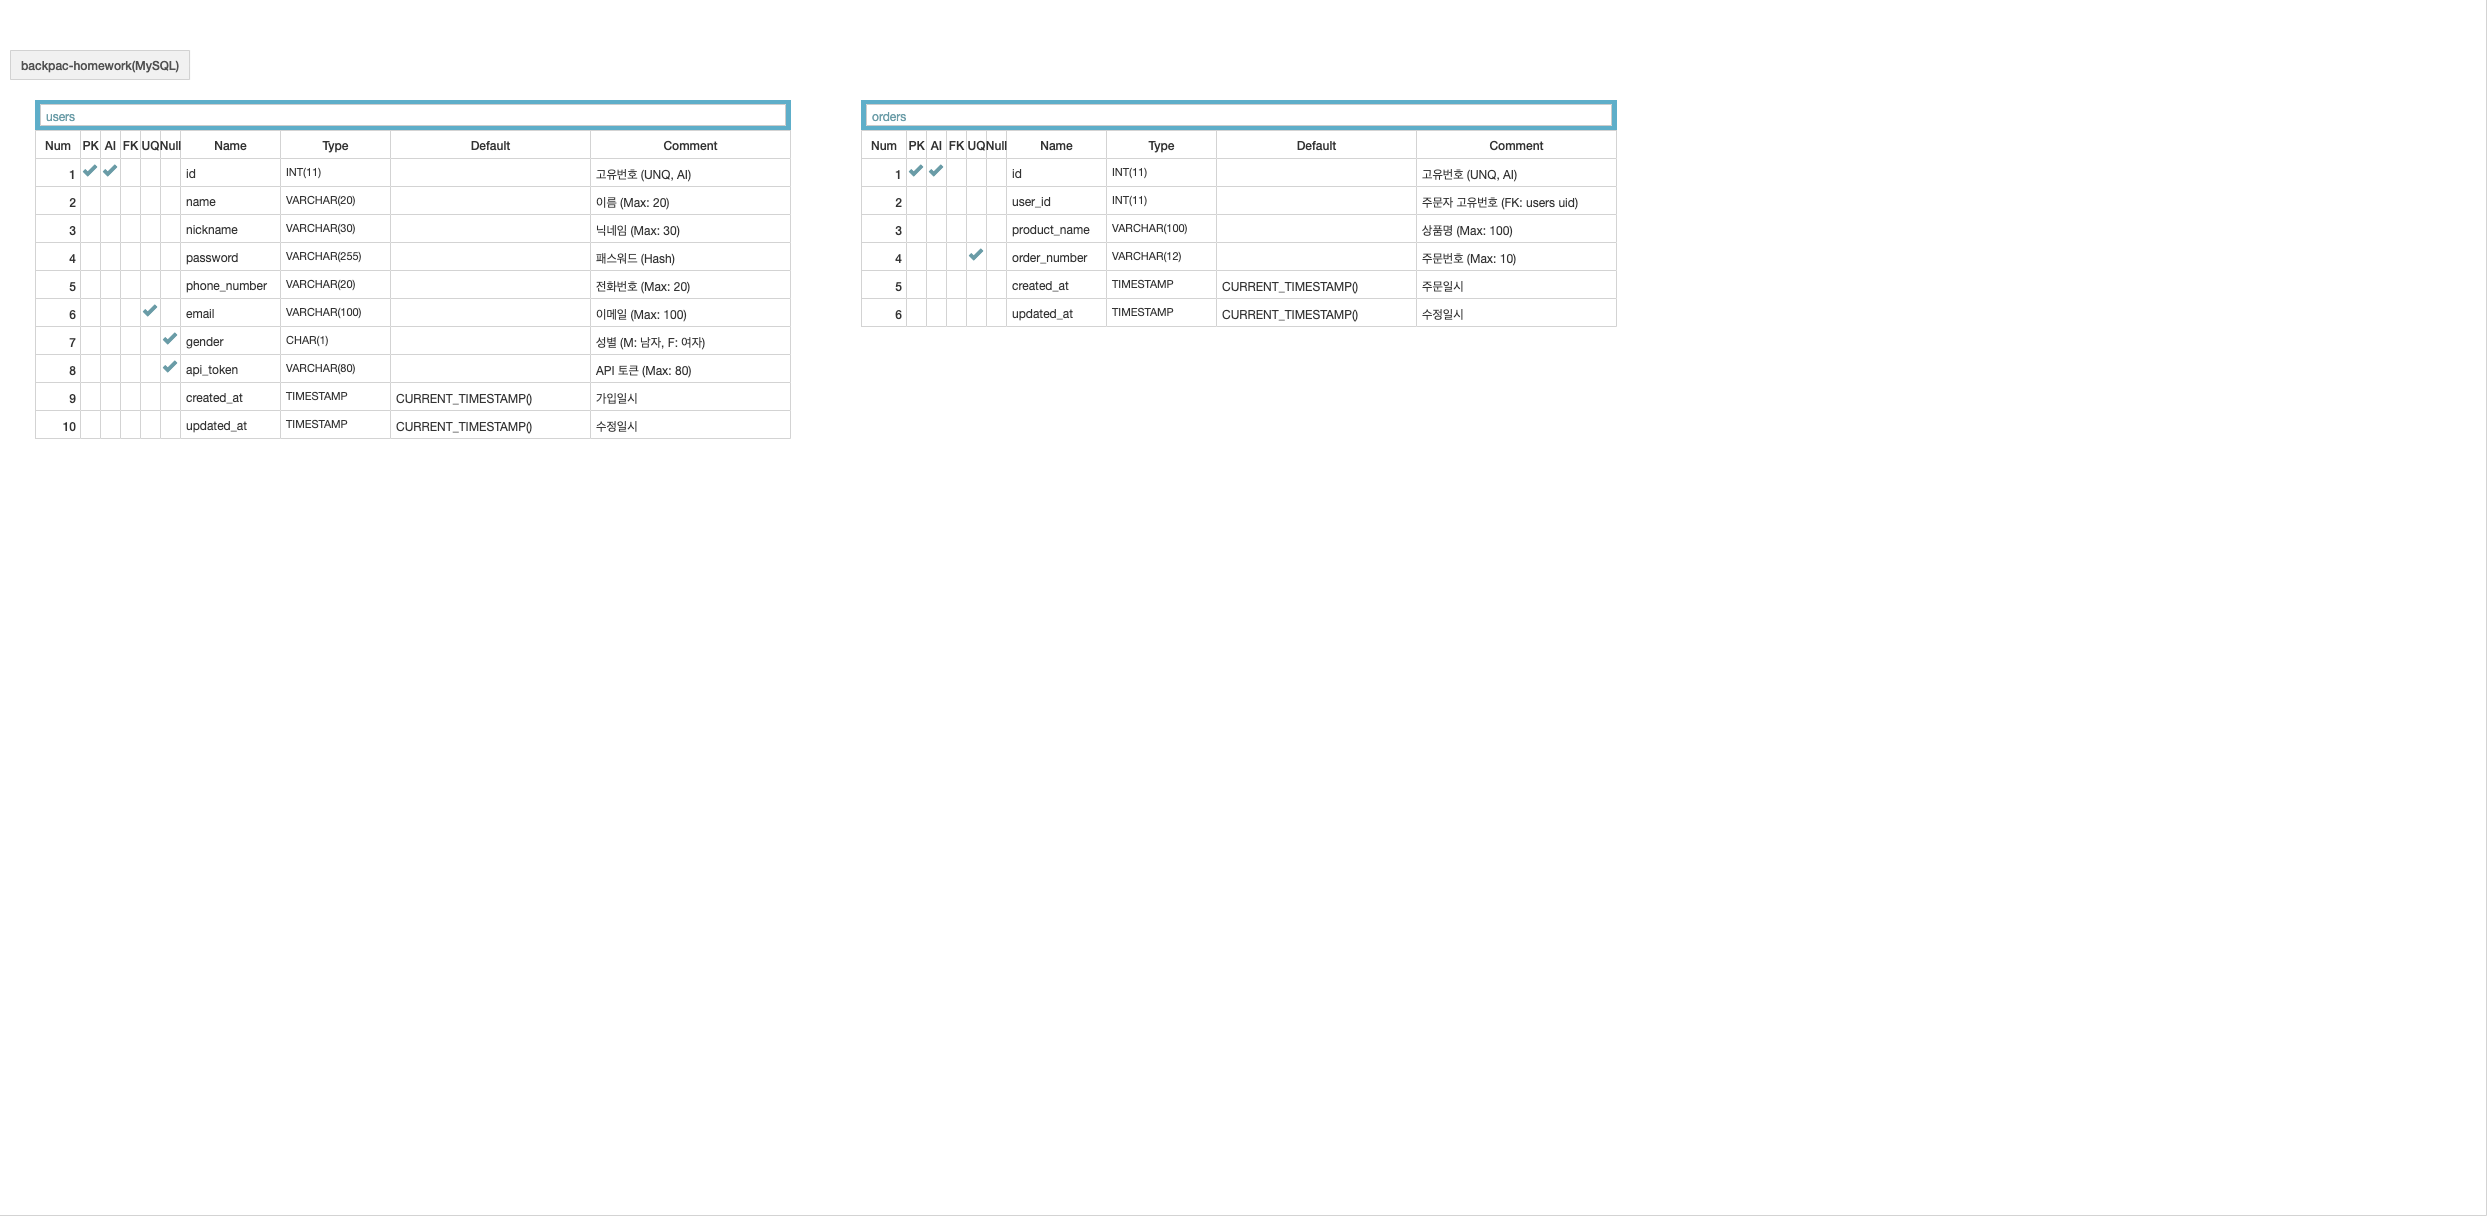 backpac-homework(MySQL)
users
Num PK AI FK UQ Null Name Type Default Comment
1 id INT(11) 고유번호 (UNQ, AI)
2 name VARCHAR(20) 이름 (Max: 20)
3 nickname VARCHAR(30) 닉네임 (Max: 30)
4 password VARCHAR(255) 패스워드 (Hash)
5 phone_number VARCHAR(20) 전화번호 (Max: 20)
6 email VARCHAR(100) 이메일 (Max: 100)
7 gender CHAR(1) 성별 (M: 남자, F: 여자)
8 api_token VARCHAR(80) API 토큰 (Max: 80)
9 created_at TIMESTAMP CURRENT_TIMESTAMP() 가입일시
10 updated_at TIMESTAMP CURRENT_TIMESTAMP() 수정일시
orders
Num PK AI FK UQ Null Name Type Default Comment
1 id INT(11) 고유번호 (UNQ, AI)
2 user_id INT(11) 주문자 고유번호 (FK: users uid)
3 product_name VARCHAR(100) 상품명 (Max: 100)
4 order_number VARCHAR(12) 주문번호 (Max: 10)
5 created_at TIMESTAMP CURRENT_TIMESTAMP() 주문일시
6 updated_at TIMESTAMP CURRENT_TIMESTAMP() 수정일시